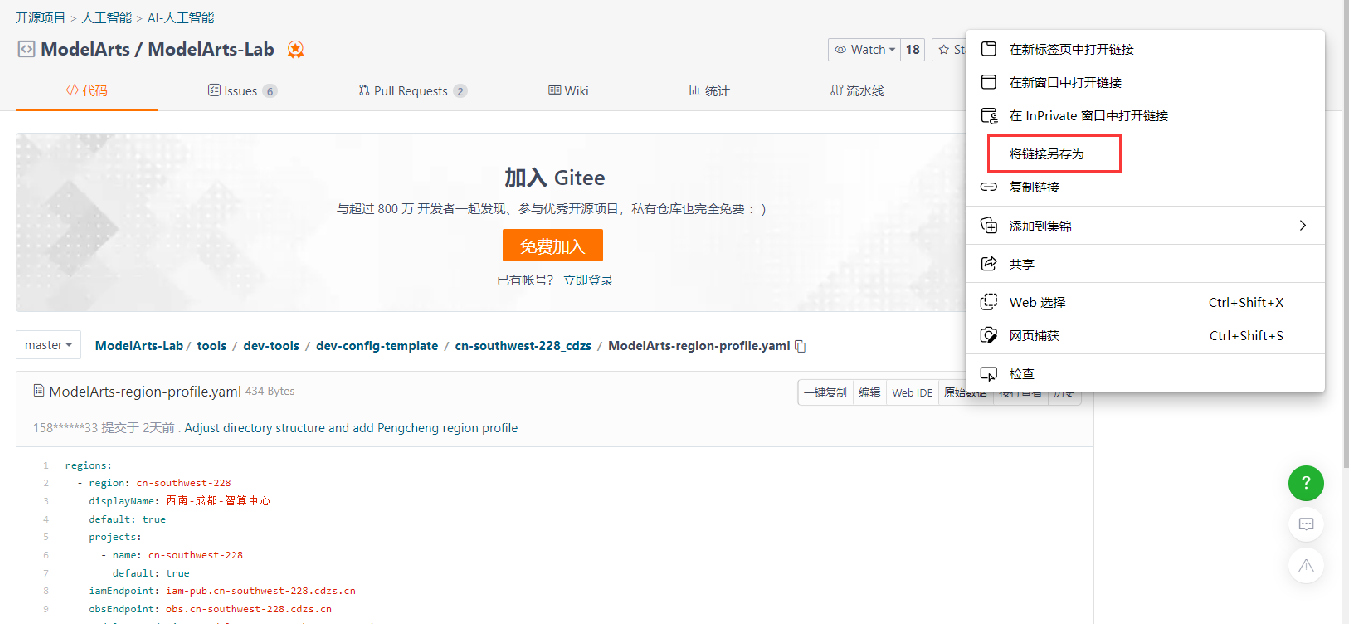 开源项目 > 人工智能 > AI-人工智能
ModelArts / ModelArts-Lab
Watch 18 St
代码 Issues 6 Pull Requests 2 Wiki 统计 流水线
加入 Gitee
与超过 800 万 开发者一起发现、参与优秀开源项目，私有仓库也完全免费 ：)
免费加入
已有帐号？ 立即登录
master ModelArts-Lab / tools / dev-tools / dev-config-template / cn-southwest-228_cdzs / ModelArts-region-profile.yaml
ModelArts-region-profile.yaml 434 Bytes
一键复制 编辑 Web IDE 原始数据 按行查看 历史
158******33 提交于 2天前 . Adjust directory structure and add Pengcheng region profile
1 regions:
2 - region: cn-southwest-228
3 displayName: 西南-成都-智算中心
4 default: true
5 projects:
6 - name: cn-southwest-228
7 default: true
8 iamEndpoint: iam-pub.cn-southwest-228.cdzs.cn
9 obsEndpoint: obs.cn-southwest-228.cdzs.cn
在新标签页中打开链接
在新窗口中打开链接
在 InPrivate 窗口中打开链接
将链接另存为
复制链接
添加到集锦
共享
Web 选择 Ctrl+Shift+X
网页捕获 Ctrl+Shift+S
检查
?